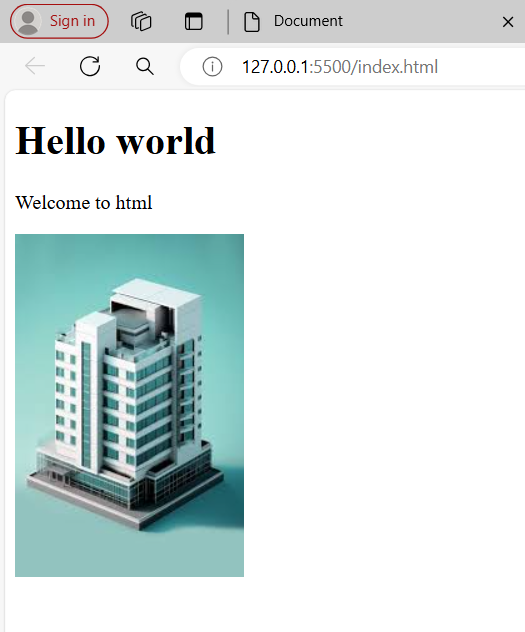 Sign in
Document
127.0.0.1:5500/index.html
Hello world
Welcome to html